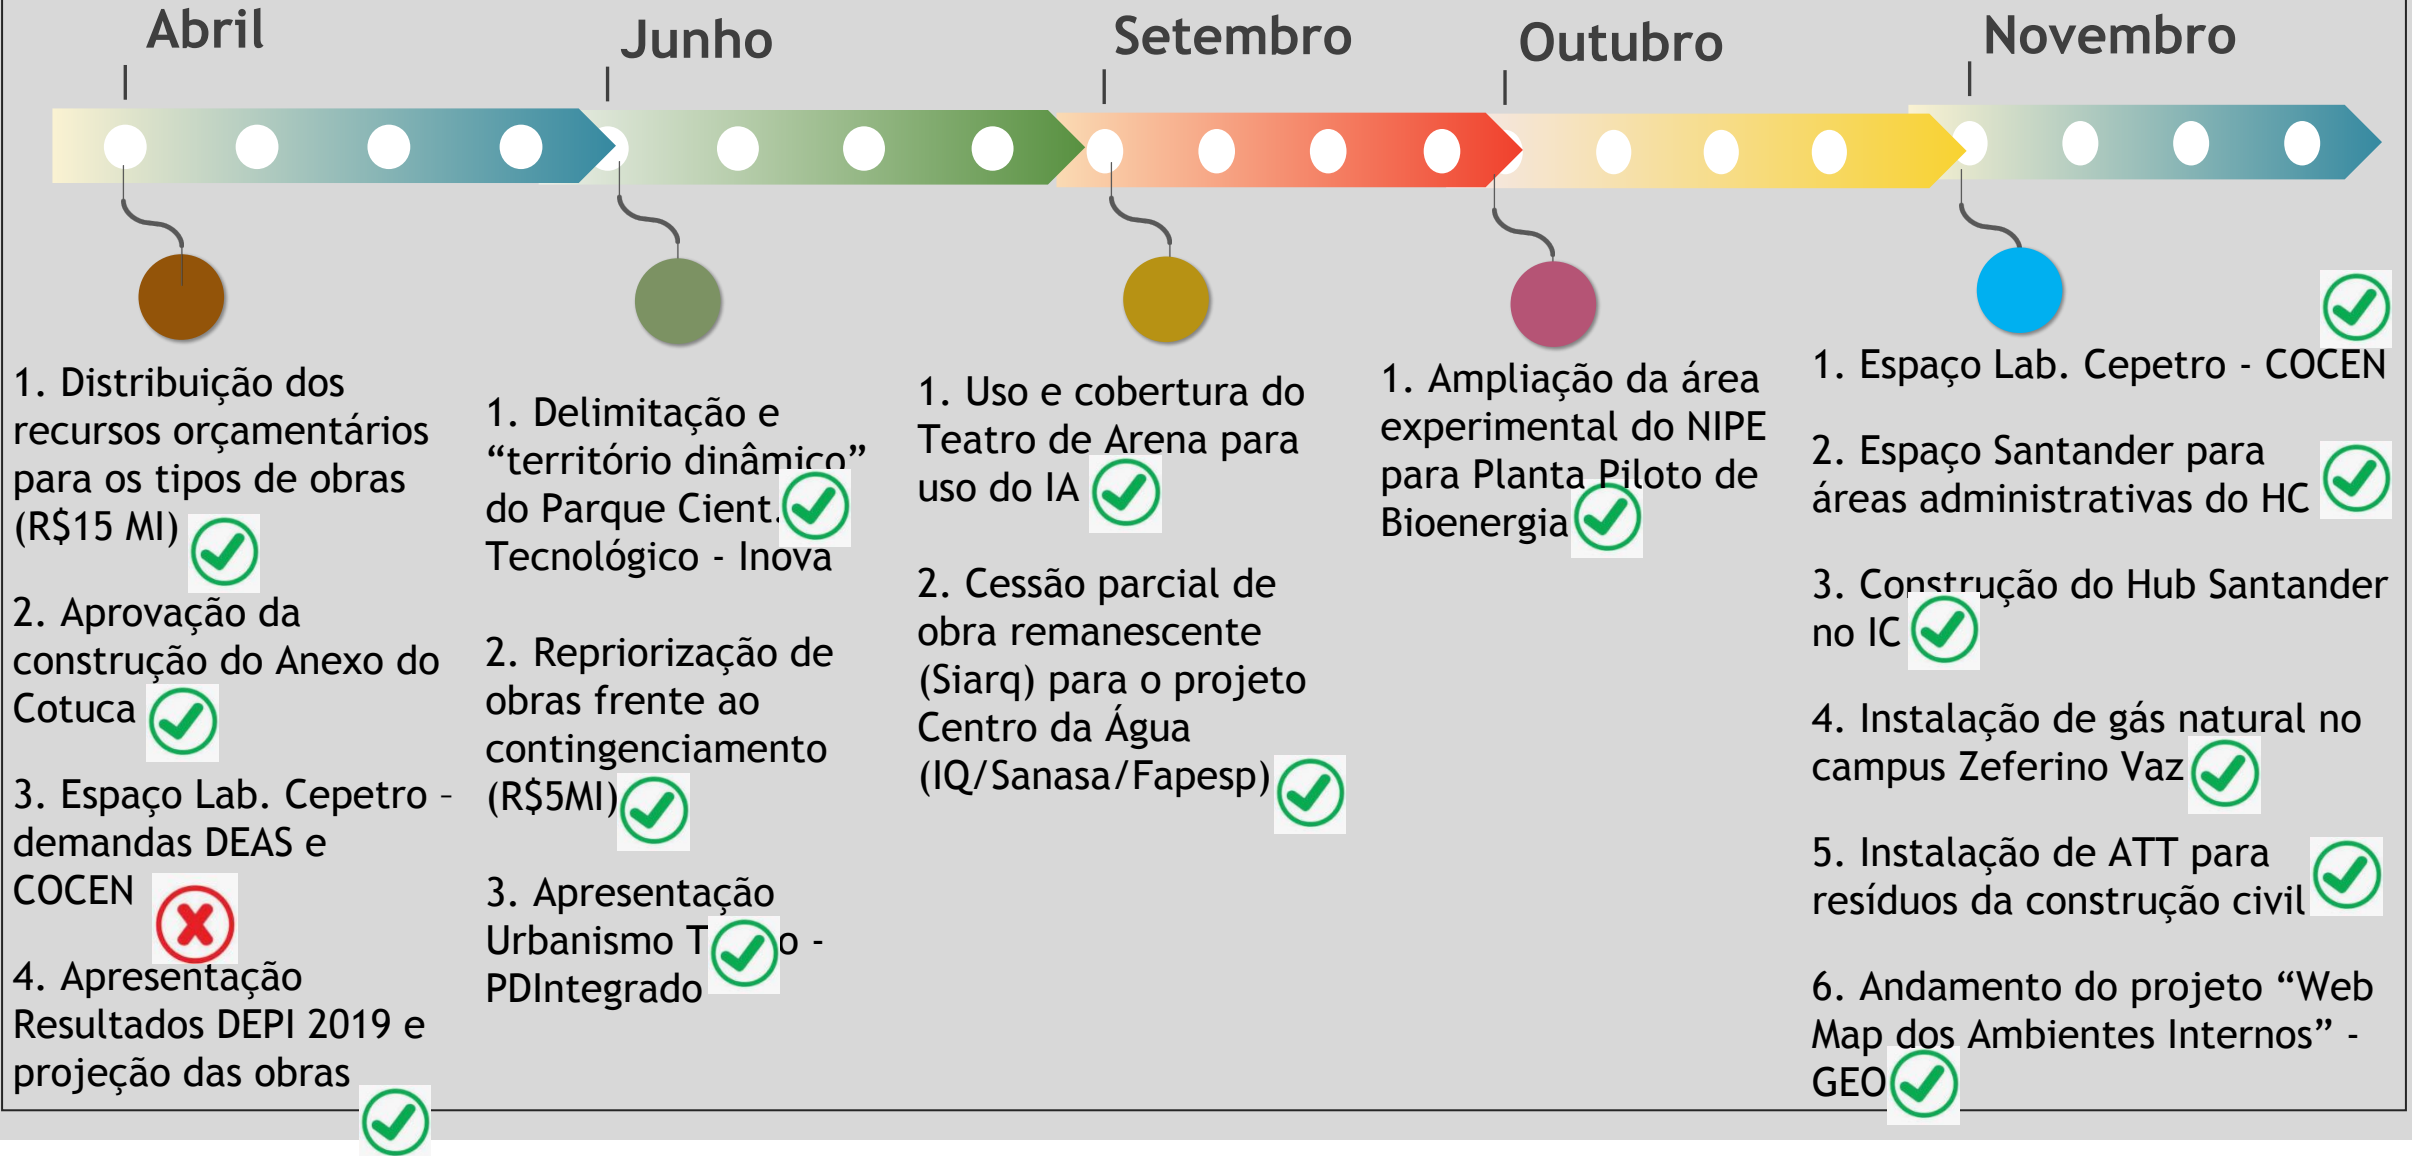 Abril
Junho
Setembro
Outubro
Novembro
1. Distribuição dos
recursos orçamentários
para os tipos de obras
(R$15 MI)
2. Aprovação da
construção do Anexo do
Cotuca
3. Espaço Lab. Cepetro –
demandas DEAS e
COCEN
4. Apresentação
Resultados DEPI 2019 e
projeção das obras
1. Delimitação e
“território dinâmico”
do Parque Cient.
Tecnológico - Inova
2. Repriorização de
obras frente ao
contingenciamento
(R$5MI)
3. Apresentação
Urbanismo -
PDIntegrado
1. Uso e cobertura do
Teatro de Arena para
uso do IA
2. Cessão parcial de
obra remanescente
(Siarq) para o projeto
Centro da Água
(IQ/Sanasa/Fapesp)
1. Ampliação da área
experimental do NIPE
para Planta Piloto de
Bioenergia
1. Espaço Lab. Cepetro - COCEN
2. Espaço Santander para
áreas administrativas do HC
3. Construção do Hub Santander
no IC
4. Instalação de gás natural no
campus Zeferino Vaz
5. Instalação de ATT para
resíduos da construção civil
6. Andamento do projeto “Web
Map dos Ambientes Internos” -
GEO